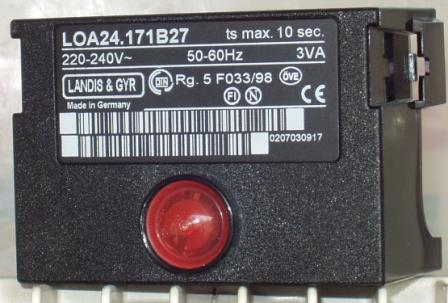 LOA24.171B27 ts max. 10 sec.
220-240V~ 50-60Hz 3VA
LANDIS & GYR DIN Rg. 5 F033/98 ÖVE
Made in Germany FI N CE
0207030917